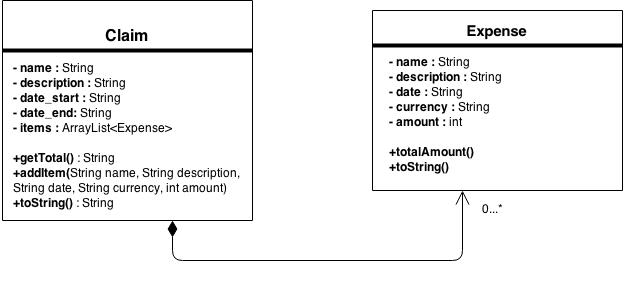 Claim
- name : String
- description : String
- date_start : String
- date_end: String
- items : ArrayList<Expense>
+getTotal() : String
+addItem(String name, String description,
String date, String currency, int amount)
+toString() : String
Expense
- name : String
- description : String
- date : String
- currency : String
- amount : int
+totalAmount()
+toString()
0...*